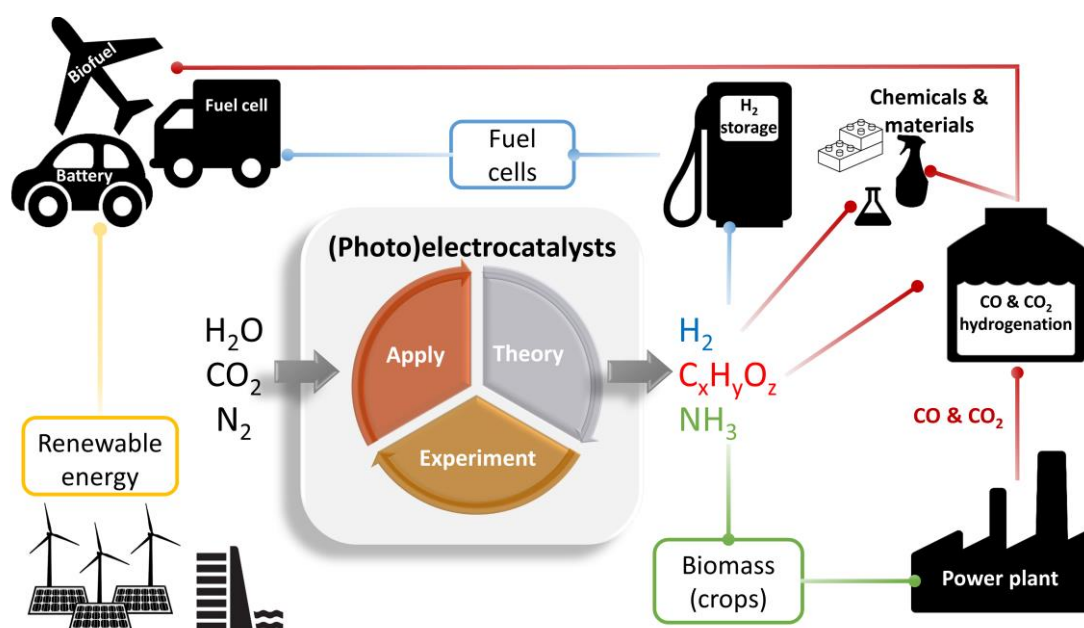 Biofuel
Fuel cell
Battery
Fuel
cells
H₂
storage
Chemicals &
materials
(Photo)electrocatalysts
H₂O
CO₂
N₂
Apply
Theory
Experiment
H₂
CₓHᵧO_z
NH₃
CO & CO₂
hydrogenation
CO & CO₂
Renewable
energy
Biomass
(crops)
Power plant